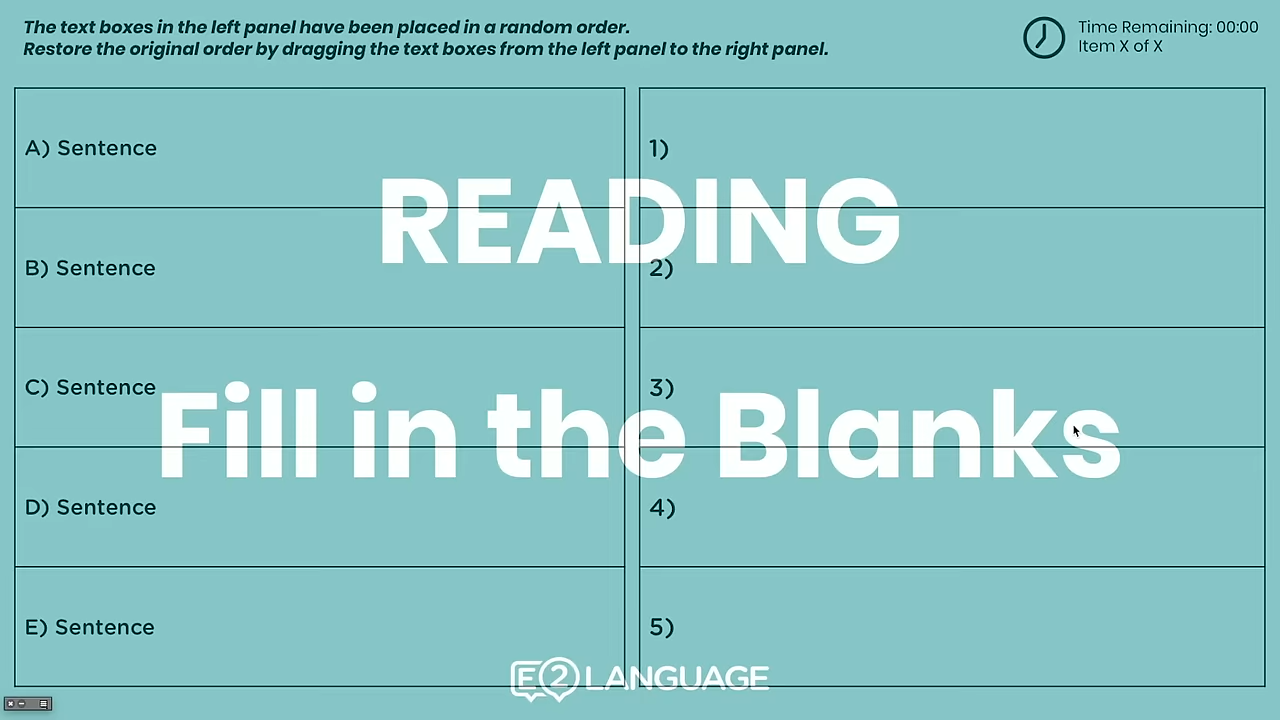 The text boxes in the left panel have been placed in a random order.
Restore the original order by dragging the text boxes from the left panel to the right panel.
Time Remaining: 00:00
Item X of X
A) Sentence
1)
READING
B) Sentence
2)
C) Sentence
3)
Fill in the Blanks
D) Sentence
4)
E) Sentence
5)
E2 LANGUAGE